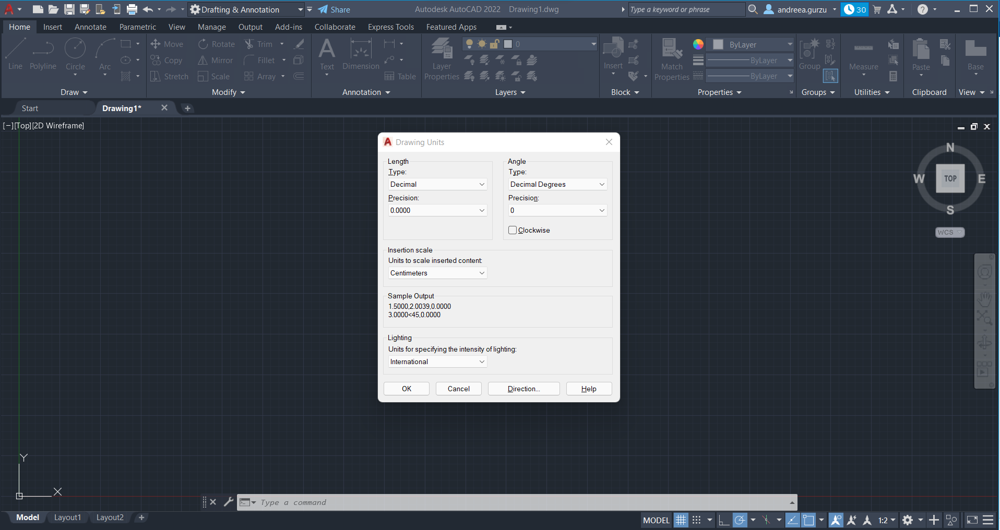 Drafting & Annotation
Share
Autodesk AutoCAD 2022 Drawing1.dwg
Type a keyword or phrase
andreea.gurzu
30
Home Insert Annotate Parametric View Manage Output Add-ins Collaborate Express Tools Featured Apps
Line Polyline Circle Arc
Move Rotate Trim
Copy Mirror Fillet
Stretch Scale Array
Text Dimension
Table
Layer
Properties
0
Insert
Match
Properties
ByLayer
ByLayer
ByLayer
Group
Measure
Paste
Base
Draw Modify Annotation Layers Block Properties Groups Utilities Clipboard View
Start Drawing1*
[−][Top][2D Wireframe]
Drawing Units
Length
Type:
Decimal
Precision:
0.0000
Angle
Type:
Decimal Degrees
Precision:
0
Clockwise
Insertion scale
Units to scale inserted content:
Centimeters
Sample Output
1.5000,2.0039,0.0000
3.0000<45,0.0000
Lighting
Units for specifying the intensity of lighting:
International
OK Cancel Direction... Help
N
W TOP E
S
WCS
Y
X
Type a command
Model Layout1 Layout2
MODEL 1:2